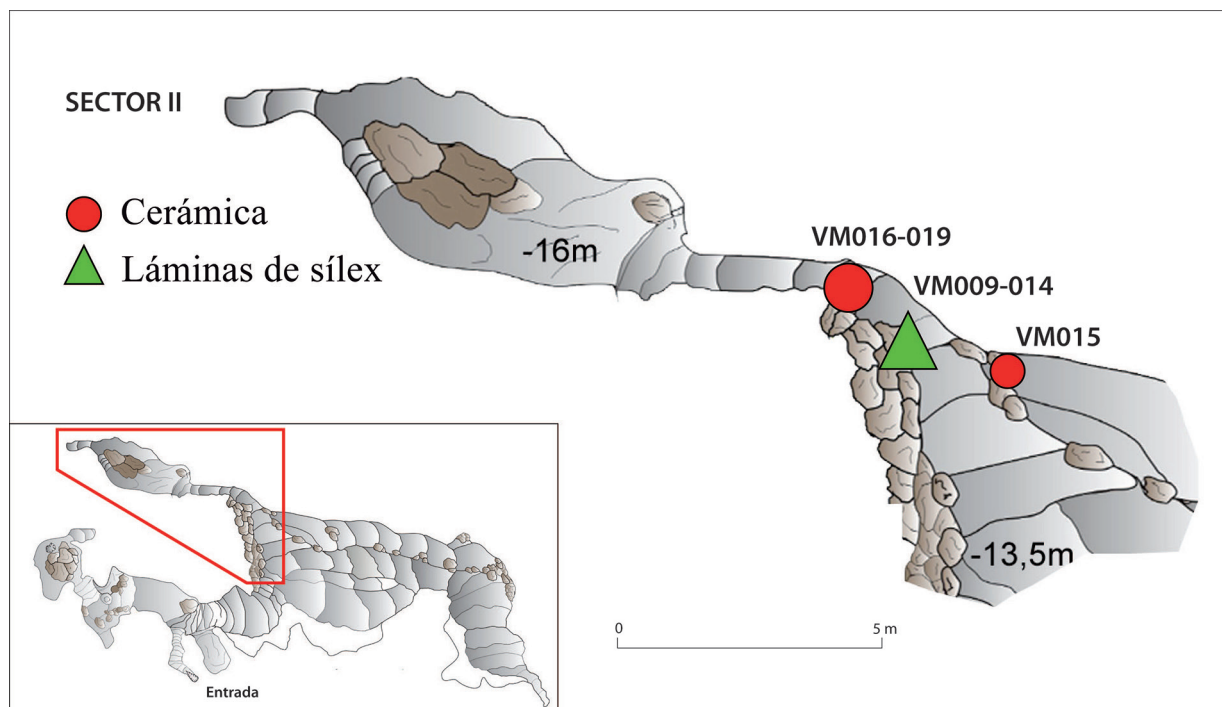 SECTOR II
Cerámica
Láminas de sílex
-16m
VM016-019
VM009-014
VM015
-13,5m
0 5 m
Entrada